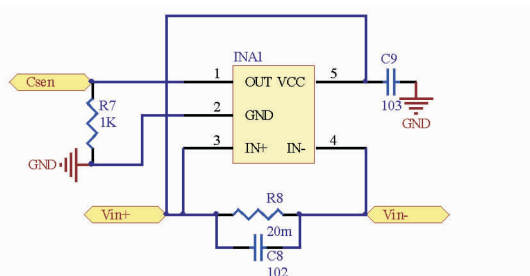 INA1
C9
Csen
1
OUT VCC
5
R7
1K
2
GND
103
GND
GND
3
IN+ IN-
4
R8
Vin+
20m
Vin-
C8
102